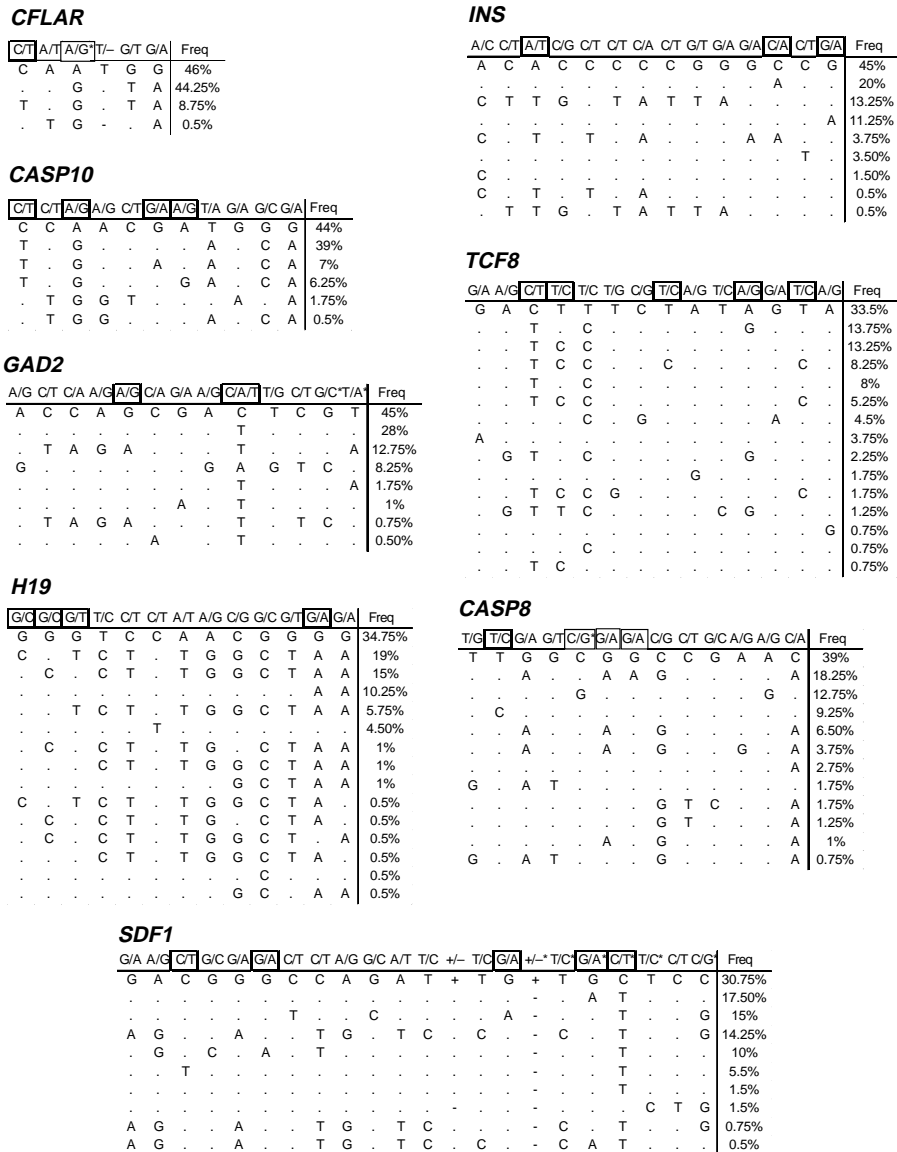 CFLAR
C/T A/T A/G* T/– G/T G/A Freq
C A A T G G 46%
. . G . T A 44.25%
T . G . T A 8.75%
. T G - . A 0.5%
CASP10
C/T C/T A/G A/G C/T G/A A/G T/A G/A G/C G/A Freq
C C A A C G A T G G G 44%
T . G . . . . A . C A 39%
T . G . . A . A . C A 7%
T . G . . . G A . C A 6.25%
. T G G T . . . A . A 1.75%
. T G G . . . A . C A 0.5%
GAD2
A/G C/T C/A A/G A/G C/A G/A A/G C/A/T T/G C/T G/C* T/A* Freq
A C C A G C G A C T C G T 45%
. . . . . . . . T . . . . 28%
. T A G A . . . T . . . A 12.75%
G . . . . . . G A G T C . 8.25%
. . . . . . . . T . . . A 1.75%
. . . . . . A . T . . . . 1%
. T A G A . . . T . T C . 0.75%
. . . . . A . . T . . . . 0.50%
H19
G/C G/C G/T T/C C/T C/T A/T A/G C/G G/C G/T G/A G/A Freq
G G G T C C A A C G G G G 34.75%
C . T C T . T G G C T A A 19%
. C . C T . T G G C T A A 15%
. . . . . . . . . . . A A 10.25%
. . T C T . T G G C T A A 5.75%
. . . . . T . . . . . . . 4.50%
. C . C T . T G . C T A A 1%
. . . C T . T G G C T A A 1%
. . . . . . . . G C T A A 1%
C . T C T . T G G C T A . 0.5%
. C . C T . T G . C T A . 0.5%
. C . C T . T G G C T . A 0.5%
. . . C T . T G G C T A . 0.5%
. . . . . . . . . C . . . 0.5%
. . . . . . . . G C . A A 0.5%
INS
A/C C/T A/T C/G C/T C/T C/A C/T G/T G/A G/A C/A C/T G/A Freq
A C A C C C C C G G G C C G 45%
. . . . . . . . . . . A . . 20%
C T T G . T A T T A . . . . 13.25%
. . . . . . . . . . . . . A 11.25%
C . T . T . A . . . A A . . 3.75%
. . . . . . . . . . . . T . 3.50%
C . . . . . . . . . . . . . 1.50%
C . T . T . A . . . . . . . 0.5%
. T T G . T A T T A . . . . 0.5%
TCF8
G/A A/G C/T T/C T/C T/G C/G T/C A/G T/C A/G G/A T/C A/G Freq
G A C T T T C T A T A G T A 33.5%
. . T . C . . . . . G . . . 13.75%
. . T C C . . . . . . . . . 13.25%
. . T C C . . C . . . . C . 8.25%
. . T . C . . . . . . . . . 8%
. . T C C . . . . . . . C . 5.25%
. . . . C . G . . . . A . . 4.5%
A . . . . . . . . . . . . . 3.75%
. G T . C . . . . . G . . . 2.25%
. . . . . . . . G . . . . . 1.75%
. . T C C G . . . . . . C . 1.75%
. G T T C . . . . C G . . . 1.25%
. . . . . . . . . . . . . G 0.75%
. . . . C . . . . . . . . . 0.75%
. . T C . . . . . . . . . . 0.75%
CASP8
T/G T/C G/A G/T C/G* G/A G/A C/G C/T G/C A/G A/G C/A Freq
T T G G C G G C C G A A C 39%
. . A . . A A G . . . . A 18.25%
. . . . G . . . . . . G . 12.75%
. C . . . . . . . . . . . 9.25%
. . A . . A . G . . . . A 6.50%
. . A . . A . G . . G . A 3.75%
. . . . . . . . . . . . A 2.75%
G . A T . . . . . . . . . 1.75%
. . . . . . . G T C . . A 1.75%
. . . . . . . G T . . . A 1.25%
. . . . . A . G . . . . A 1%
G . A T . . . G . . . . A 0.75%
SDF1
G/A A/G C/T G/C G/A G/A C/T C/T A/G G/C A/T T/C +/– T/C G/A +/–* T/C* G/A* C/T* T/C* C/T C/G* Freq
G A C G G G C C A G A T + T G + T G C T C C 30.75%
. . . . . . . . . . . . . . . - . A T . . . 17.50%
. . . . . . T . . C . . . . A - . . T . . G 15%
A G . . A . . T G . T C . C . - C . T . . G 14.25%
. G . C . A . T . . . . . . . - . . T . . . 10%
. . T . . . . . . . . . . . . - . . T . . . 5.5%
. . . . . . . . . . . . . . . - . . T . . . 1.5%
. . . . . . . . . . . . - . . - . . . C T G 1.5%
A G . . A . . T G . T C . . . - C . T . . G 0.75%
A G . . A . . T G . T C . C . - C A T . . . 0.5%